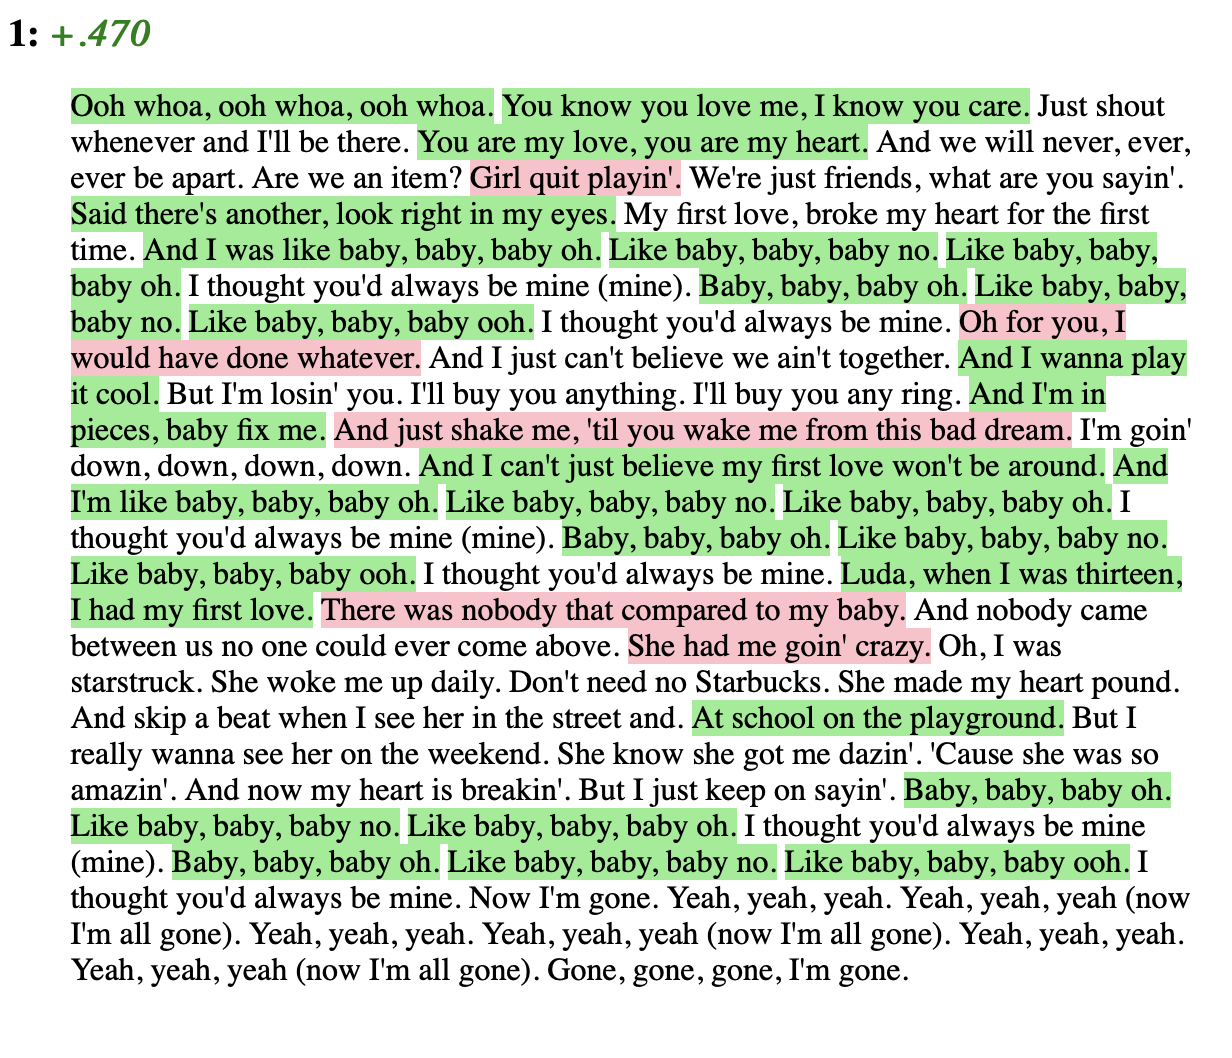 1: +.470
Ooh whoa, ooh whoa, ooh whoa. You know you love me, I know you care. Just shout
whenever and I'll be there. You are my love, you are my heart. And we will never, ever,
ever be apart. Are we an item? Girl quit playin'. We're just friends, what are you sayin'.
Said there's another, look right in my eyes. My first love, broke my heart for the first
time. And I was like baby, baby, baby oh. Like baby, baby, baby no. Like baby, baby,
baby oh. I thought you'd always be mine (mine). Baby, baby, baby oh. Like baby, baby,
baby no. Like baby, baby, baby ooh. I thought you'd always be mine. Oh for you, I
would have done whatever. And I just can't believe we ain't together. And I wanna play
it cool. But I'm losin' you. I'll buy you anything. I'll buy you any ring. And I'm in
pieces, baby fix me. And just shake me, 'til you wake me from this bad dream. I'm goin'
down, down, down, down. And I can't just believe my first love won't be around. And
I'm like baby, baby, baby oh. Like baby, baby, baby no. Like baby, baby, baby oh. I
thought you'd always be mine (mine). Baby, baby, baby oh. Like baby, baby, baby no.
Like baby, baby, baby ooh. I thought you'd always be mine. Luda, when I was thirteen,
I had my first love. There was nobody that compared to my baby. And nobody came
between us no one could ever come above. She had me goin' crazy. Oh, I was
starstruck. She woke me up daily. Don't need no Starbucks. She made my heart pound.
And skip a beat when I see her in the street and. At school on the playground. But I
really wanna see her on the weekend. She know she got me dazin'. 'Cause she was so
amazin'. And now my heart is breakin'. But I just keep on sayin'. Baby, baby, baby oh.
Like baby, baby, baby no. Like baby, baby, baby oh. I thought you'd always be mine
(mine). Baby, baby, baby oh. Like baby, baby, baby no. Like baby, baby, baby ooh. I
thought you'd always be mine. Now I'm gone. Yeah, yeah, yeah. Yeah, yeah, yeah (now
I'm all gone). Yeah, yeah, yeah. Yeah, yeah, yeah (now I'm all gone). Yeah, yeah, yeah.
Yeah, yeah, yeah (now I'm all gone). Gone, gone, gone, I'm gone.